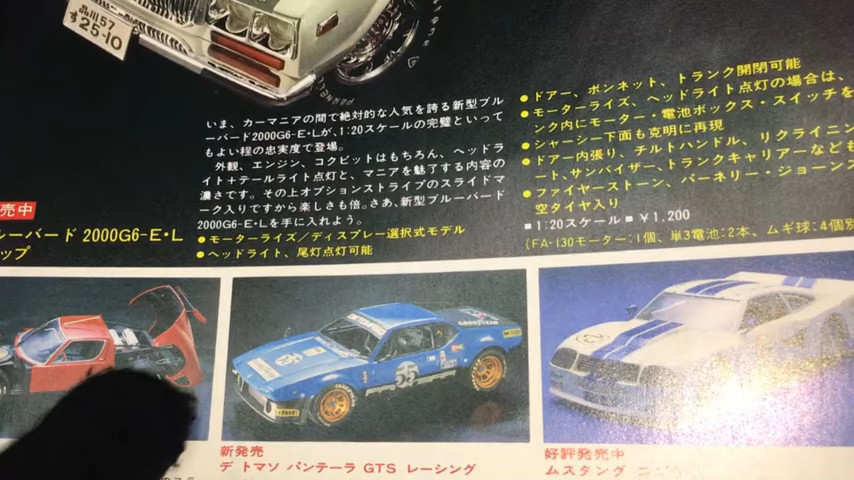 品川57
す25-10
いま、カーマニアの間で絶対的な人気を誇る新型ブル
ーバード2000G6-E・Lが、1:20スケールの完璧といって
もよい程の忠実度で登場。
外観、エンジン、コクピットはもちろん、ヘッドラ
イト+テールライト点灯と、マニアを魅了する内容の
濃さです。その上オプションストライプのスライドマ
ーク入りですから楽しさも倍。さあ、新型ブルーバード
2000G6-E・Lを手に入れよう。
●モーターライズ/ディスプレー選択式モデル
●ヘッドライト、尾灯点灯可能
●ドアー、ボンネット、トランク開閉可能
●モーターライズ、ヘッドライト点灯の場合は、
ンク内にモーター・電池ボックス・スイッチを
●シャーシー下面も克明に再現
●ドアー内張り、チルトハンドル、リクライニン
ート、サンバイザー、トランクキャリアーなども
●ファイヤーストーン、バーネリー・ジョーンズ
空タイヤ入り
■1:20スケール■¥1,200
(FA-130モーター:1個、単3電池:2本、ムギ球:4個別
売中
ルーバード 2000G6-E・L
ップ
55
GOODYEAR
新発売
デ トマソ パンテーラ GTS レーシング
好評発売中
ムスタング